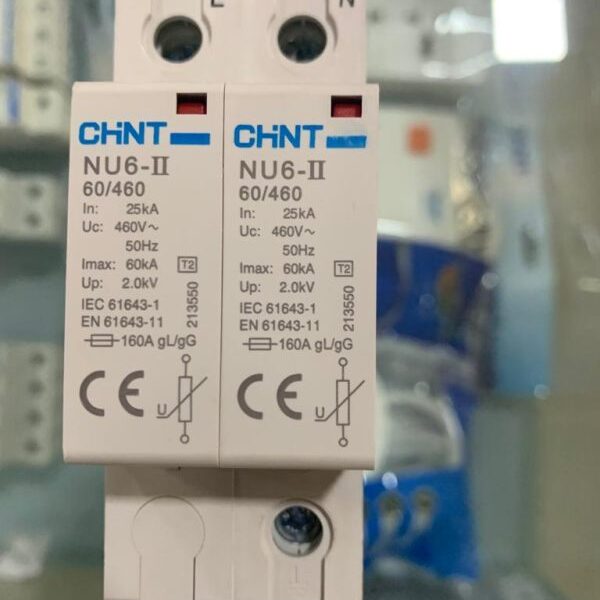 L N
CHNT
NU6-II
60/460
In: 25kA
Uc: 460V~
50Hz
Imax: 60kA T2
Up: 2.0kV
IEC 61643-1
EN 61643-11
213550
160A gL/gG
CE
U
CHNT
NU6-II
60/460
In: 25kA
Uc: 460V~
50Hz
Imax: 60kA T2
Up: 2.0kV
IEC 61643-1
EN 61643-11
213550
160A gL/gG
CE
U